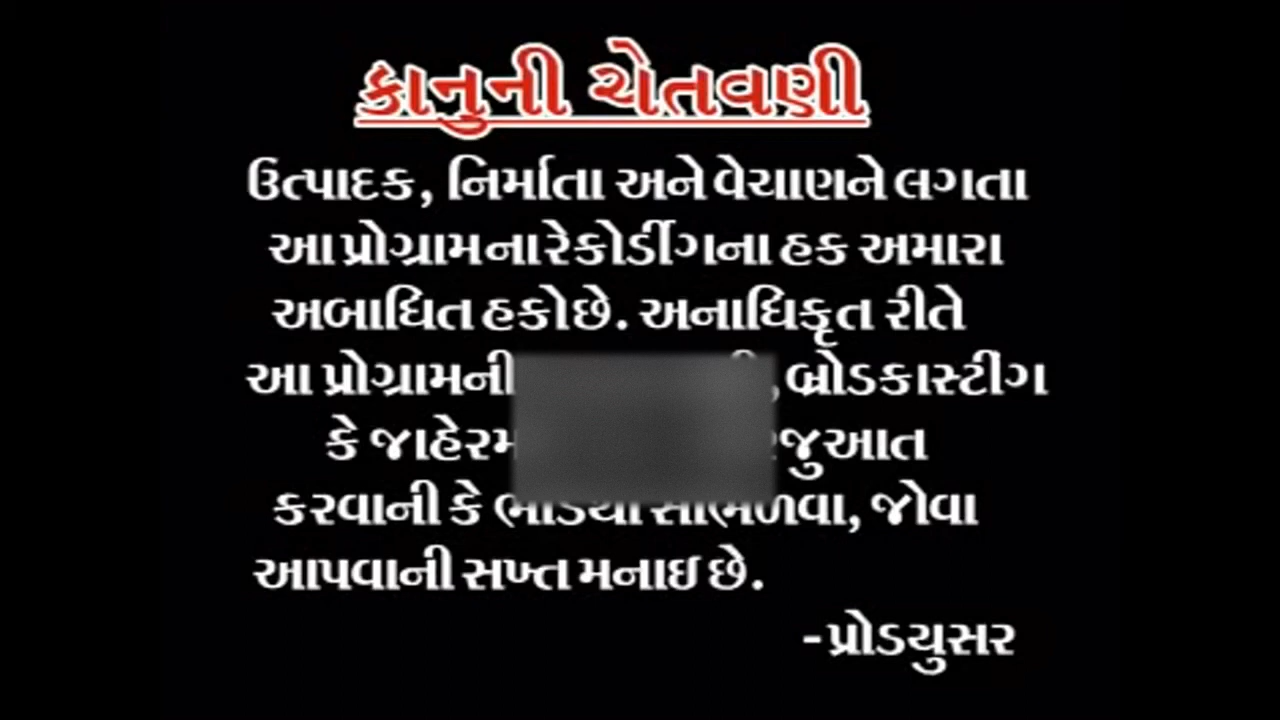 કાનુની ચેતવણી
ઉત્પાદક, નિર્માતા અને વેચાણને લગતા
આ પ્રોગ્રામના રેકોર્ડીંગના હક અમારા
અબાધિત હકો છે. અનાધિકૃત રીતે
આ પ્રોગ્રામની બ્રોડકાસ્ટીંગ
કે રજુઆત
કરવાની કે સાંભળવા, જોવા
આપવાની સખ્ત મનાઇ છે.
-પ્રોડયુસર